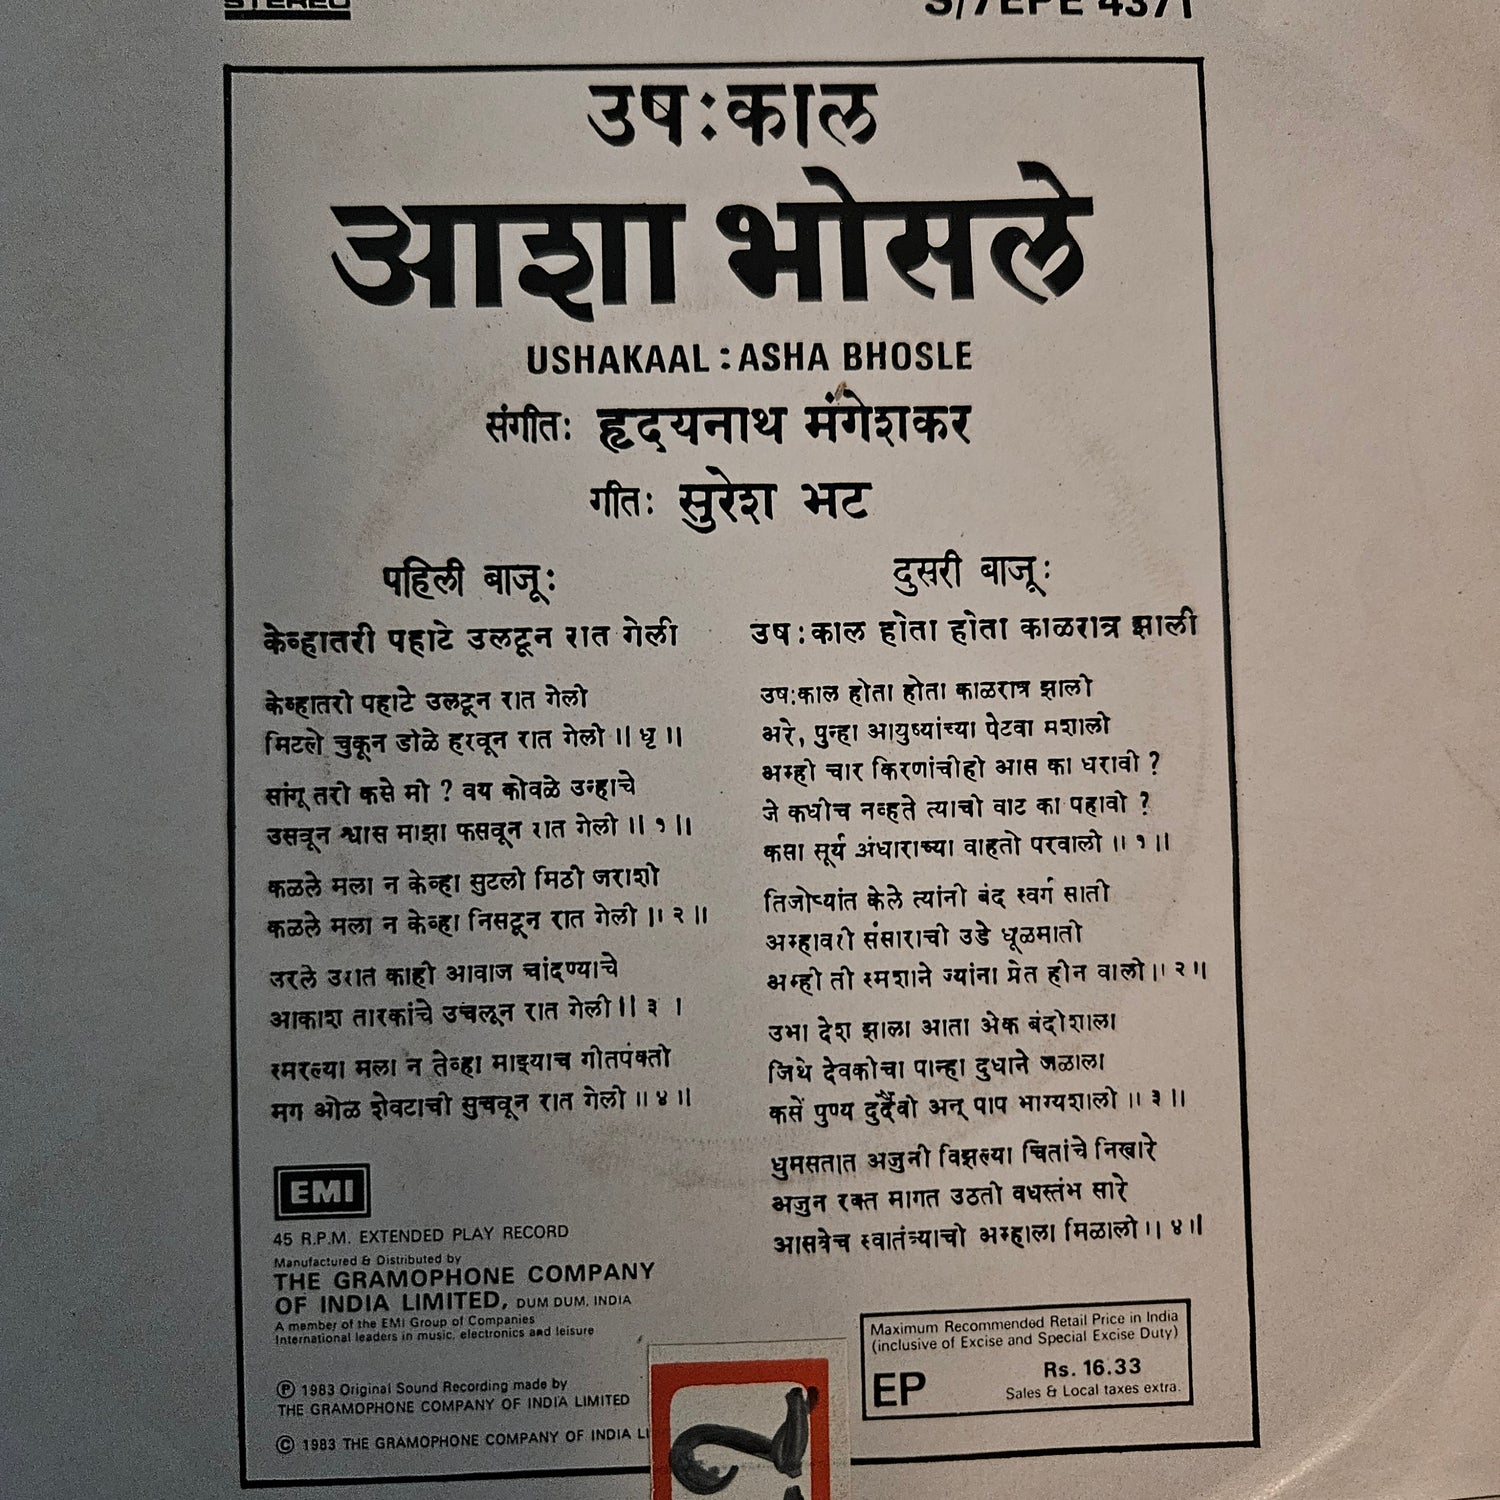 STEREO
S/7EPE 4371
उष:काल
आशा भोसले
USHAKAAL : ASHA BHOSLE
संगीत: हृदयनाथ मंगेशकर
गीत: सुरेश भट
पहिली बाजू:
केव्हातरी पहाटे उलटून रात गेली
केव्हातरी पहाटे उलटून रात गेली
मिटले चुकून डोळे हरवून रात गेली ॥ धृ ॥
सांगू तरी कसे मी ? वय कोवळे उन्हाचे
उसवून श्वास माझा फसवून रात गेली ॥ १ ॥
कळले मला न केव्हा सुटली मिठी जराशी
कळले मला न केव्हा निसटून रात गेली ॥ २ ॥
उरले उरात काही आवाज चांदण्याचे
आकाश तारकांचे उचलून रात गेली ॥ ३ ।
स्मरल्या मला न तेव्हा माझ्याच गीतपंक्ती
मग ओळ शेवटाची सुचवून रात गेली ॥ ४ ॥
दुसरी बाजू:
उष:काल होता होता काळरात्र झाली
उष:काल होता होता काळरात्र झाली
अरे, पुन्हा आयुष्यांच्या पेटवा मशाली
अम्ही चार किरणांचीही आस का धरावी ?
जे कधीच नव्हते त्याची वाट का पहावी ?
कसा सूर्य अंधाराच्या वाहतो परवाली ॥ १ ॥
तिजोऱ्यांत केले त्यांनी बंद स्वर्ग साती
अम्हावरी संसाराची उडे धूळमाती
अम्ही ती स्मशाने ज्यांना प्रेत हीन वाली ॥ २ ॥
उभा देश झाला आता अेक बंदीशाला
जिथे देवकीचा पान्हा दुधाने जळाला
कसें पुण्य दुर्दैवी अन् पाप भाग्यशाली ॥ ३ ॥
धुमसतात अजुनी विझल्या चितांचे निखारे
अजुन रक्त मागत उठती वधस्तंभ सारे
आसवेच स्वातंत्र्याची अम्हाला मिळाली ॥ ४ ॥
EMI
45 R.P.M. EXTENDED PLAY RECORD
Manufactured & Distributed by
THE GRAMOPHONE COMPANY
OF INDIA LIMITED, DUM DUM, INDIA
A member of the EMI Group of Companies
International leaders in music, electronics and leisure
Ⓟ 1983 Original Sound Recording made by
THE GRAMOPHONE COMPANY OF INDIA LIMITED
© 1983 THE GRAMOPHONE COMPANY OF INDIA LI
Maximum Recommended Retail Price in India
(inclusive of Excise and Special Excise Duty)
EP
Rs. 16.33
Sales & Local taxes extra.